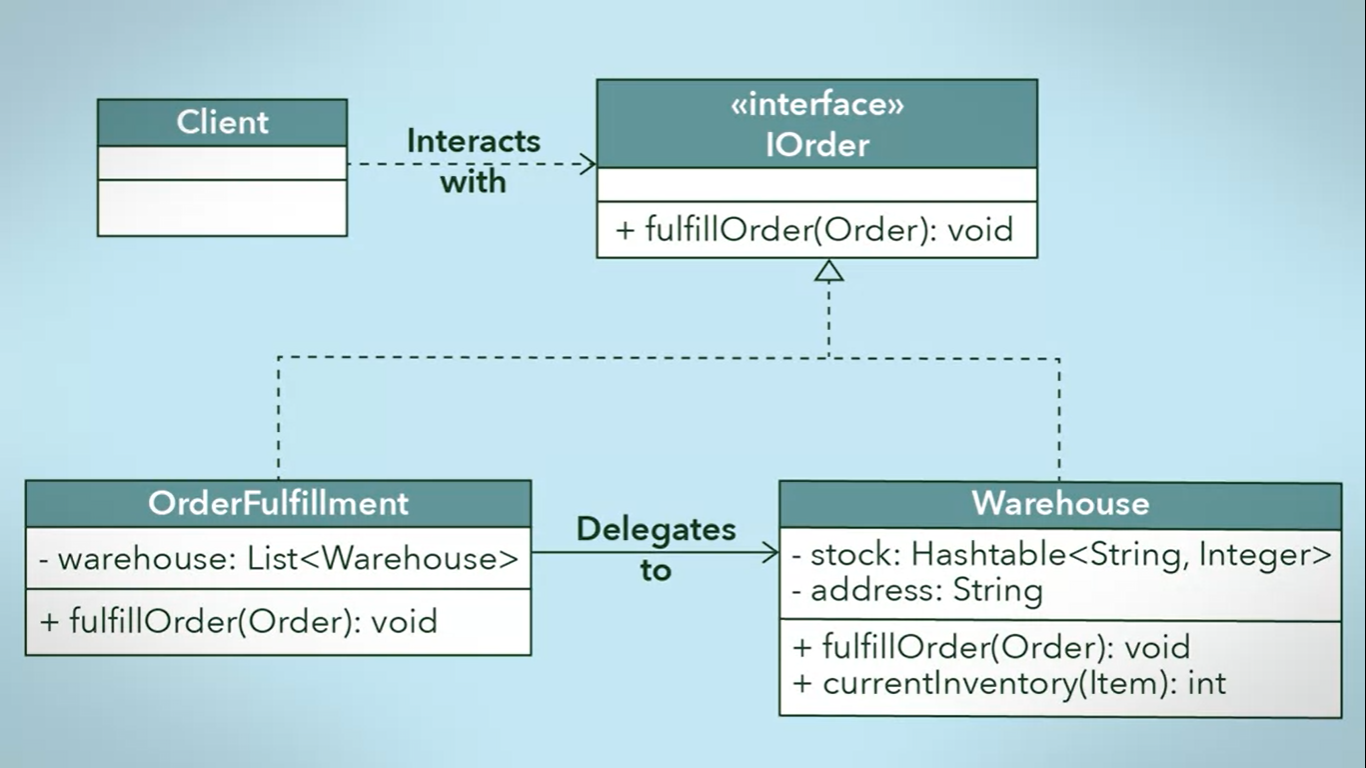 Client
Interacts
with
«interface»
IOrder
+ fulfillOrder(Order): void
OrderFulfillment
- warehouse: List<Warehouse>
+ fulfillOrder(Order): void
Delegates
to
Warehouse
- stock: Hashtable<String, Integer>
- address: String
+ fulfillOrder(Order): void
+ currentInventory(Item): int